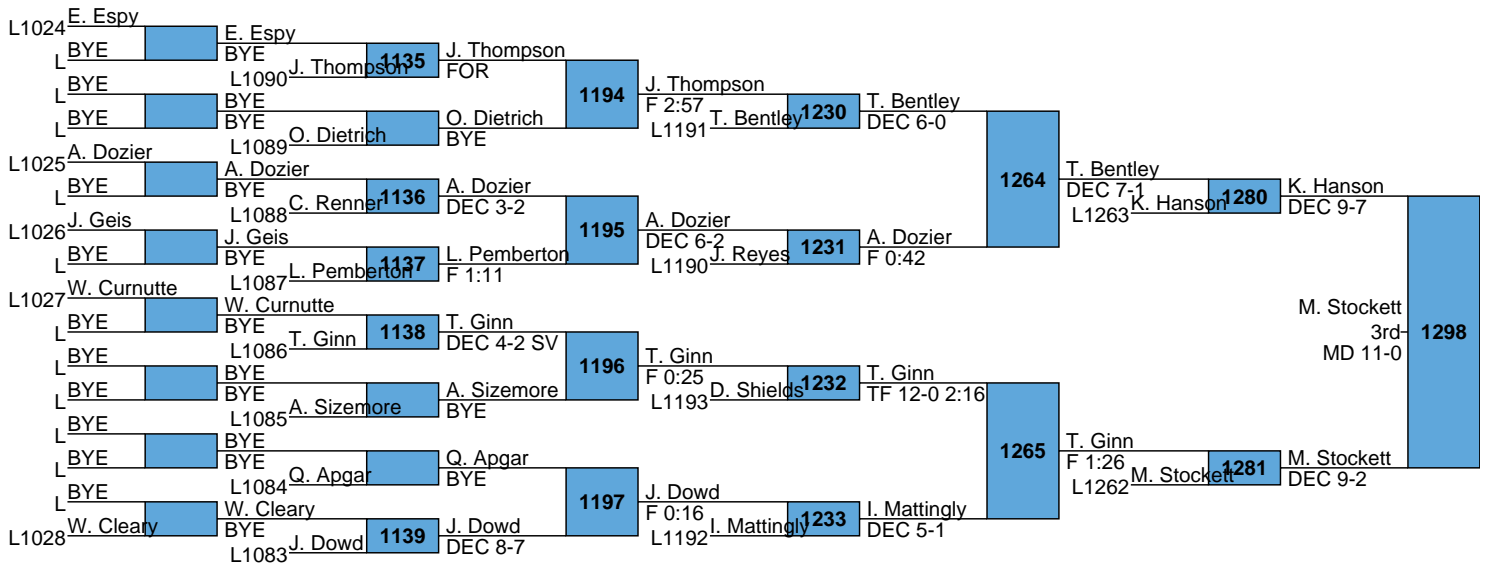 L1024 E. Espy
L BYE
L BYE
L BYE
L1025 A. Dozier
L BYE
L1026 J. Geis
L BYE
L1027 W. Curnutte
L BYE
L BYE
L BYE
L BYE
L BYE
L BYE
L1028 W. Cleary
E. Espy
BYE
L1090 J. Thompson
1135
BYE
BYE
L1089 O. Dietrich
A. Dozier
BYE
L1088 C. Renner
1136
J. Geis
BYE
L1087 L. Pemberton
1137
W. Curnutte
BYE
L1086 T. Ginn
1138
BYE
BYE
L1085 A. Sizemore
BYE
BYE
L1084 Q. Apgar
W. Cleary
BYE
L1083 J. Dowd
1139
J. Thompson
FOR
1194
O. Dietrich
BYE
A. Dozier
DEC 3-2
1195
L. Pemberton
F 1:11
T. Ginn
DEC 4-2 SV
1196
A. Sizemore
BYE
Q. Apgar
BYE
1197
J. Dowd
DEC 8-7
J. Thompson
F 2:57
L1191 T. Bentley
1230
A. Dozier
DEC 6-2
L1190 J. Reyes
1231
T. Ginn
F 0:25
L1193 D. Shields
1232
J. Dowd
F 0:16
L1192 I. Mattingly
1233
T. Bentley
DEC 6-0
1264
A. Dozier
F 0:42
T. Ginn
TF 12-0 2:16
1265
I. Mattingly
DEC 5-1
T. Bentley
DEC 7-1
L1263 K. Hanson
1280
T. Ginn
F 1:26
L1262 M. Stockett
1281
K. Hanson
DEC 9-7
1298
M. Stockett
DEC 9-2
M. Stockett
3rd
MD 11-0